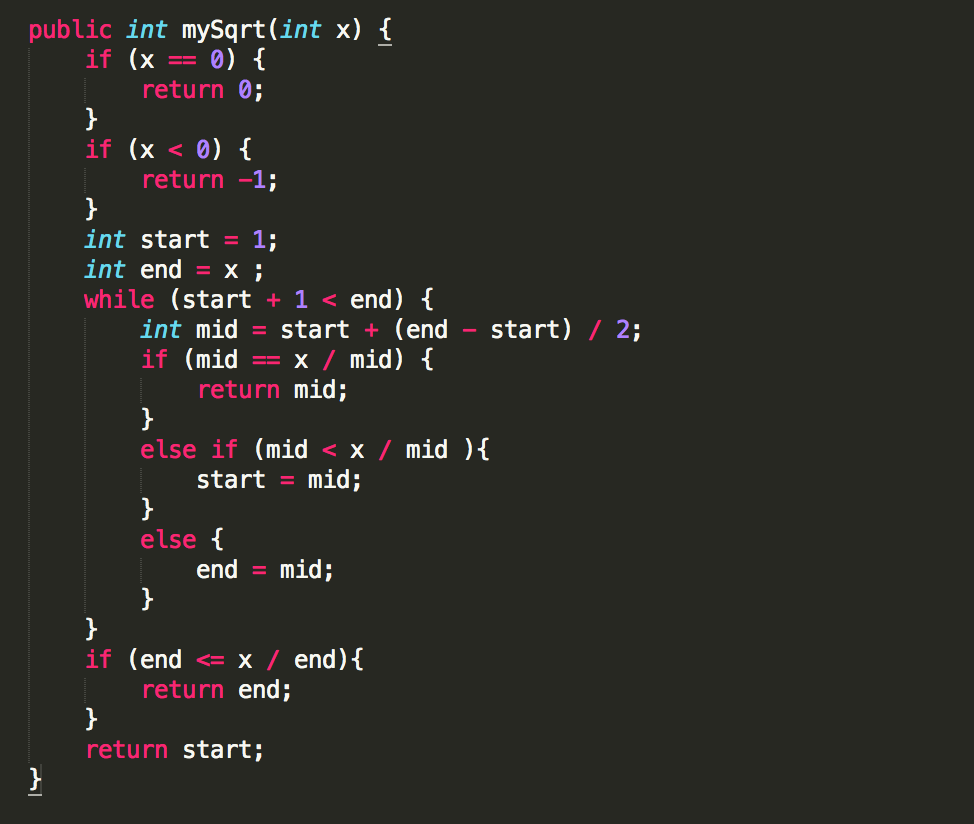 public int mySqrt(int x) {
    if (x == 0) {
        return 0;
    }
    if (x < 0) {
        return -1;
    }
    int start = 1;
    int end = x ;
    while (start + 1 < end) {
        int mid = start + (end - start) / 2;
        if (mid == x / mid) {
            return mid;
        }
        else if (mid < x / mid ){
            start = mid;
        }
        else {
            end = mid;
        }
    }
    if (end <= x / end){
        return end;
    }
    return start;
}